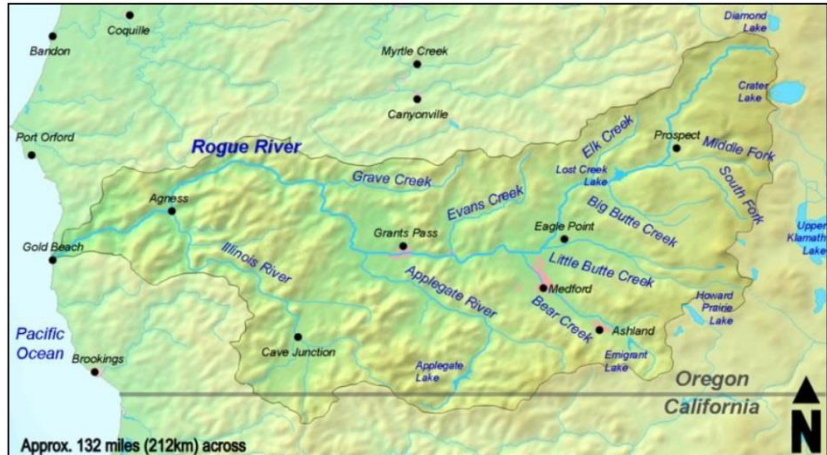 Diamond
Lake
Coquille
Bandon
Myrtle Creek
Crater
Lake
Canyonville
Port Orford
Rogue River
Elk Creek
Prospect
Middle Fork
Lost Creek
Lake
Grave Creek
South Fork
Agness
Evans Creek
Big Butte Creek
Eagle Point
Upper
Klamath
Lake
Grants Pass
Gold Beach
Illinois River
Little Butte Creek
Applegate River
Medford
Howard
Prairie
Lake
Bear Creek
Pacific
Ocean
Ashland
Cave Junction
Brookings
Applegate
Lake
Emigrant
Lake
Oregon
California
N
Approx. 132 miles (212km) across